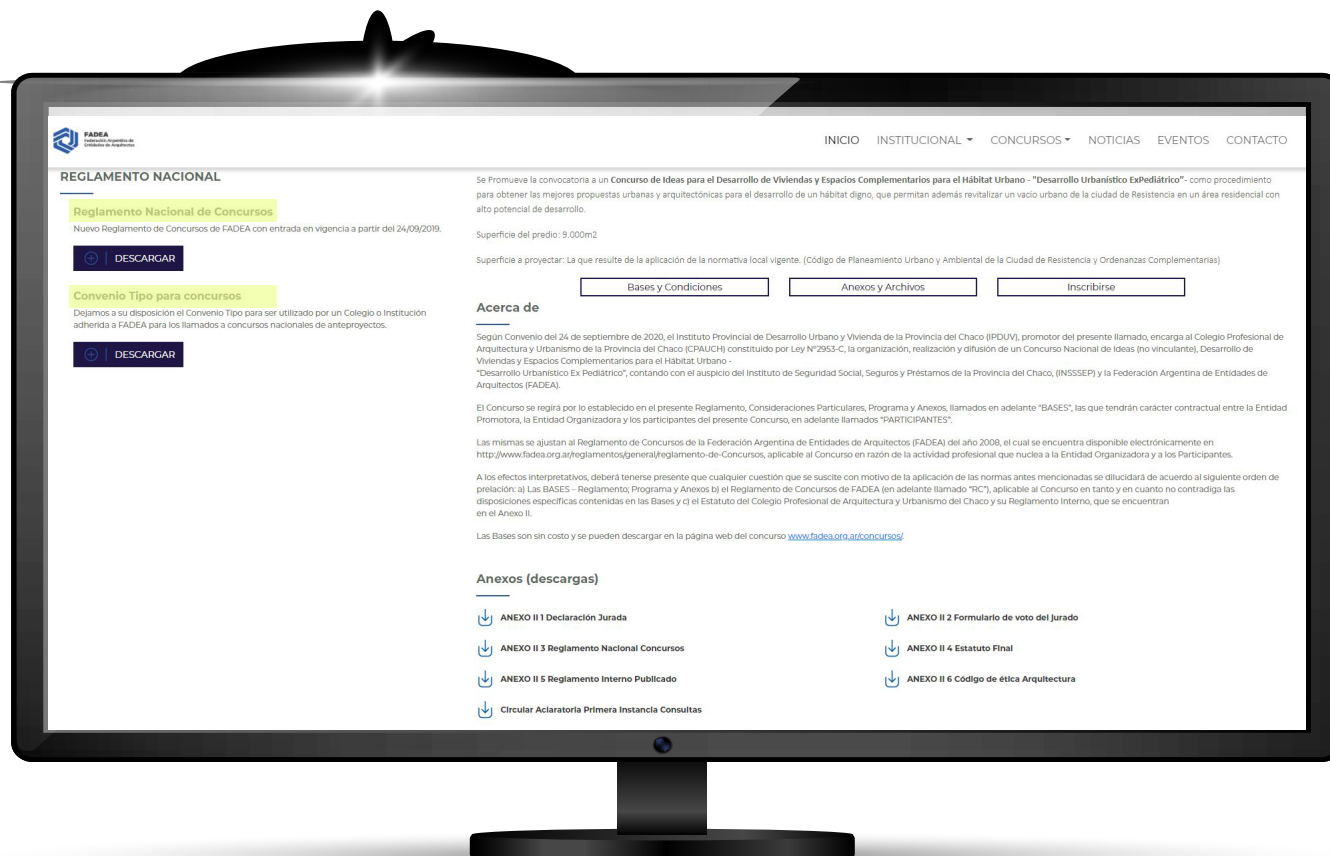 FADEA
Federación Argentina de
Entidades de Arquitectos
INICIO INSTITUCIONAL CONCURSOS NOTICIAS EVENTOS CONTACTO
REGLAMENTO NACIONAL
Reglamento Nacional de Concursos
Nuevo Reglamento de Concursos de FADEA con entrada en vigencia a partir del 24/09/2019.
DESCARGAR
Convenio Tipo para concursos
Dejamos a su disposición el Convenio Tipo para ser utilizado por un Colegio o Institución
adherida a FADEA para los llamados a concursos nacionales de anteproyectos.
DESCARGAR
Se Promueve la convocatoria a un Concurso de Ideas para el Desarrollo de Viviendas y Espacios Complementarios para el Hábitat Urbano - "Desarrollo Urbanístico ExPediátrico"- como procedimiento
para obtener las mejores propuestas urbanas y arquitectónicas para el desarrollo de un hábitat digno, que permitan además revitalizar un vacío urbano de la ciudad de Resistencia en un área residencial con
alto potencial de desarrollo.
Superficie del predio: 9.000m2
Superficie a proyectar: La que resulte de la aplicación de la normativa local vigente. (Código de Planeamiento Urbano y Ambiental de la Ciudad de Resistencia y Ordenanzas Complementarias)
Bases y Condiciones Anexos y Archivos Inscribirse
Acerca de
Según Convenio del 24 de septiembre de 2020, el Instituto Provincial de Desarrollo Urbano y Vivienda de la Provincia del Chaco (IPDUV), promotor del presente llamado, encarga al Colegio Profesional de
Arquitectura y Urbanismo de la Provincia del Chaco (CPAUCH) constituido por Ley N°2953-C, la organización, realización y difusión de un Concurso Nacional de Ideas (no vinculante), Desarrollo de
Viviendas y Espacios Complementarios para el Hábitat Urbano -
"Desarrollo Urbanístico Ex Pediátrico", contando con el auspicio del Instituto de Seguridad Social, Seguros y Préstamos de la Provincia del Chaco, (INSSSEP) y la Federación Argentina de Entidades de
Arquitectos (FADEA).
El Concurso se regirá por lo establecido en el presente Reglamento, Consideraciones Particulares, Programa y Anexos, llamados en adelante "BASES", las que tendrán carácter contractual entre la Entidad
Promotora, la Entidad Organizadora y los participantes del presente Concurso, en adelante llamados "PARTICIPANTES".
Las mismas se ajustan al Reglamento de Concursos de la Federación Argentina de Entidades de Arquitectos (FADEA) del año 2008, el cual se encuentra disponible electrónicamente en
http://www.fadea.org.ar/reglamentos/general/reglamento-de-Concursos, aplicable al Concurso en razón de la actividad profesional que nuclea a la Entidad Organizadora y a los Participantes.
A los efectos interpretativos, deberá tenerse presente que cualquier cuestión que se suscite con motivo de la aplicación de las normas antes mencionadas se dilucidará de acuerdo al siguiente orden de
prelación: a) Las BASES – Reglamento; Programa y Anexos b) el Reglamento de Concursos de FADEA (en adelante llamado "RC"), aplicable al Concurso en tanto y en cuanto no contradiga las
disposiciones específicas contenidas en las Bases y c) el Estatuto del Colegio Profesional de Arquitectura y Urbanismo del Chaco y su Reglamento Interno, que se encuentran
en el Anexo II.
Las Bases son sin costo y se pueden descargar en la página web del concurso www.fadea.org.ar/concursos/.
Anexos (descargas)
ANEXO II 1 Declaración Jurada
ANEXO II 2 Formulario de voto del jurado
ANEXO II 3 Reglamento Nacional Concursos
ANEXO II 4 Estatuto Final
ANEXO II 5 Reglamento Interno Publicado
ANEXO II 6 Código de ética Arquitectura
Circular Aclaratoria Primera Instancia Consultas